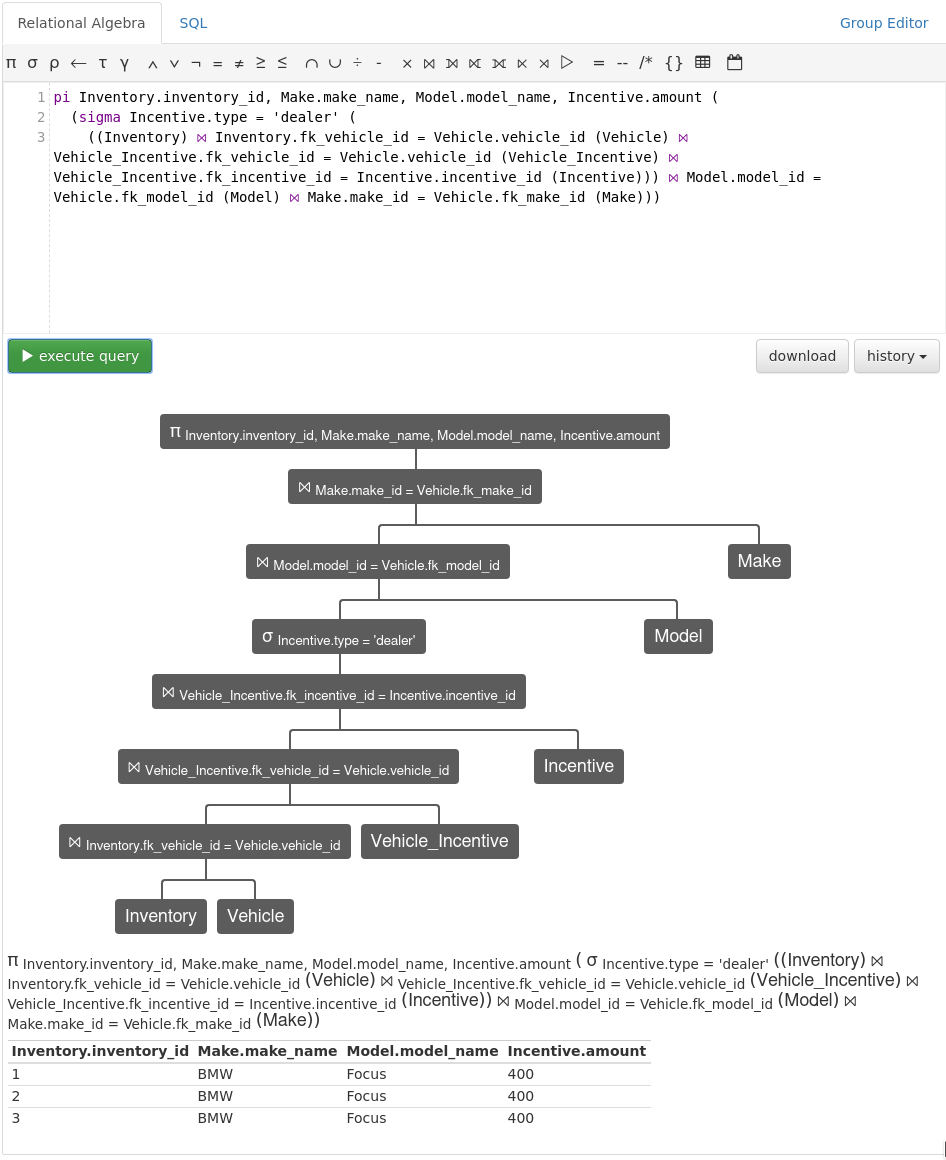 Relational Algebra SQL Group Editor
π σ ρ ← τ γ ∧ ∨ ¬ = ≠ ≥ ≤ ∩ ∪ ÷ - × ⋈ ⟕ ⟖ ⟗ ⋉ ⋊ ▷ = -- /* {}
1 pi Inventory.inventory_id, Make.make_name, Model.model_name, Incentive.amount (
2 (sigma Incentive.type = 'dealer' (
3 ((Inventory) ⋈ Inventory.fk_vehicle_id = Vehicle.vehicle_id (Vehicle) ⋈
Vehicle_Incentive.fk_vehicle_id = Vehicle.vehicle_id (Vehicle_Incentive) ⋈
Vehicle_Incentive.fk_incentive_id = Incentive.incentive_id (Incentive))) ⋈ Model.model_id =
Vehicle.fk_model_id (Model) ⋈ Make.make_id = Vehicle.fk_make_id (Make)))
execute query download history
π Inventory.inventory_id, Make.make_name, Model.model_name, Incentive.amount
⋈ Make.make_id = Vehicle.fk_make_id
⋈ Model.model_id = Vehicle.fk_model_id Make
σ Incentive.type = 'dealer' Model
⋈ Vehicle_Incentive.fk_incentive_id = Incentive.incentive_id
⋈ Vehicle_Incentive.fk_vehicle_id = Vehicle.vehicle_id Incentive
⋈ Inventory.fk_vehicle_id = Vehicle.vehicle_id Vehicle_Incentive
Inventory Vehicle
π Inventory.inventory_id, Make.make_name, Model.model_name, Incentive.amount ( σ Incentive.type = 'dealer' ((Inventory) ⋈
Inventory.fk_vehicle_id = Vehicle.vehicle_id (Vehicle) ⋈ Vehicle_Incentive.fk_vehicle_id = Vehicle.vehicle_id (Vehicle_Incentive) ⋈
Vehicle_Incentive.fk_incentive_id = Incentive.incentive_id (Incentive)) ⋈ Model.model_id = Vehicle.fk_model_id (Model) ⋈
Make.make_id = Vehicle.fk_make_id (Make))
Inventory.inventory_id Make.make_name Model.model_name Incentive.amount
1 BMW Focus 400
2 BMW Focus 400
3 BMW Focus 400